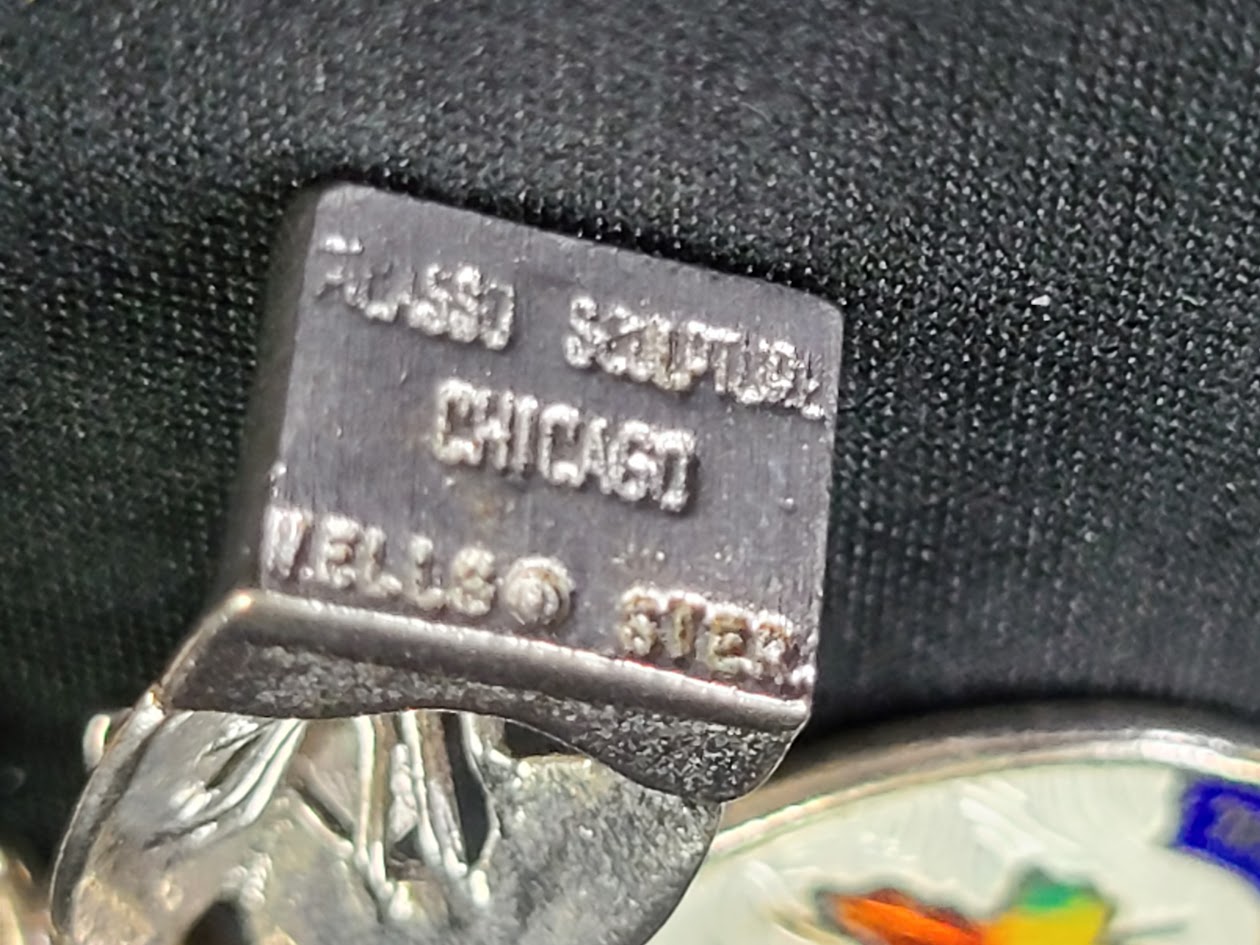 PICASSO SCULPTURE
CHICAGO
WELLS © STER.